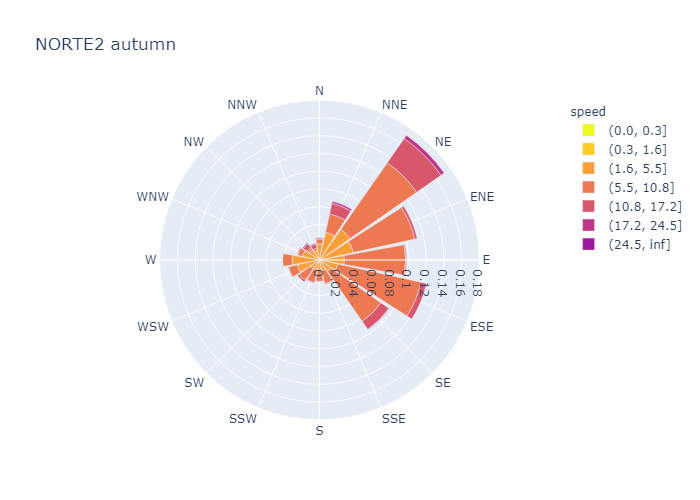 NORTE2 autumn
N
NNE
NE
ENE
E
ESE
SE
SSE
S
SSW
SW
WSW
W
WNW
NW
NNW
0
0.02
0.04
0.06
0.08
0.1
0.12
0.14
0.16
0.18
speed
(0.0, 0.3]
(0.3, 1.6]
(1.6, 5.5]
(5.5, 10.8]
(10.8, 17.2]
(17.2, 24.5]
(24.5, inf]